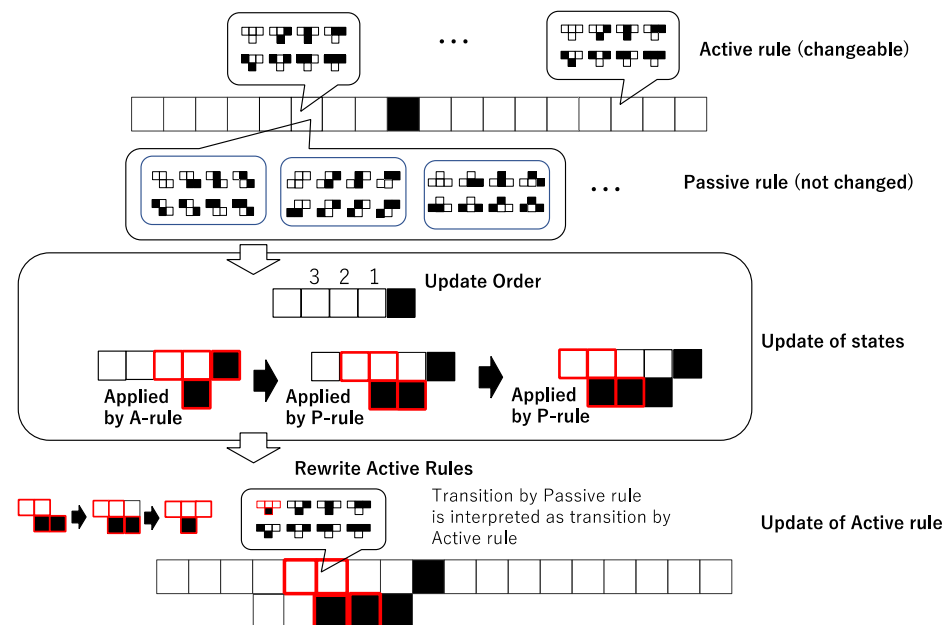 ...
Active rule (changeable)
Passive rule (not changed)
...
3 2 1
Update Order
Update of states
Applied
by A-rule
Applied
by P-rule
Applied
by P-rule
Rewrite Active Rules
Transition by Passive rule
is interpreted as transition by
Active rule
Update of Active rule